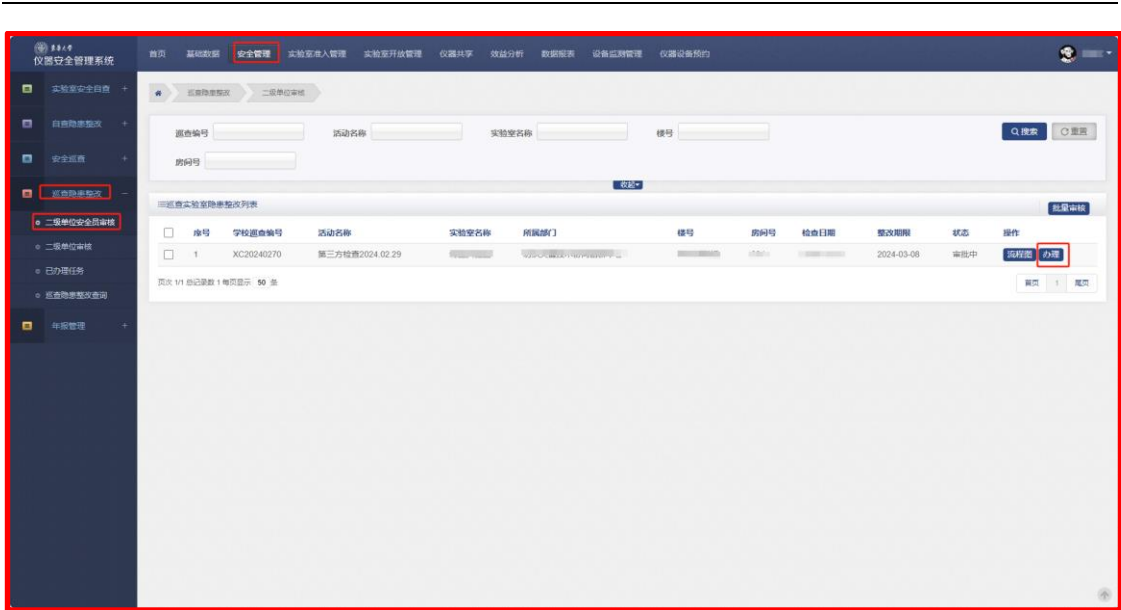 仪器安全管理系统
首页 基础数据 安全管理 实验室准入管理 实验室开放管理 仪器共享 效益分析 数据报表 设备监测管理 仪器设备预约
实验室安全自查 +
自查隐患整改 +
安全巡查 +
巡查隐患整改 −
二级单位安全员审核
二级单位审核
已办理任务
巡查隐患整改查询
年报管理 +
巡查隐患整改 二级单位审核
巡查编号 活动名称 实验室名称 楼号 搜索 重置
房间号
收起
巡查实验室隐患整改列表 批量审核
序号 学校巡查编号 活动名称 实验室名称 所属部门 楼号 房间号 检查日期 整改期限 状态 操作
1 XC20240270 第三方检查2024.02.29 2024-03-08 审批中 流程图 办理
页次 1/1 总记录数 1 每页显示 50 条 首页 1 尾页